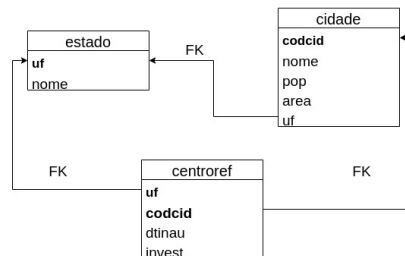 estado
uf
nome
FK
cidade
codcid
nome
pop
area
uf
FK
centroref
uf
codcid
dtinau
invest
FK